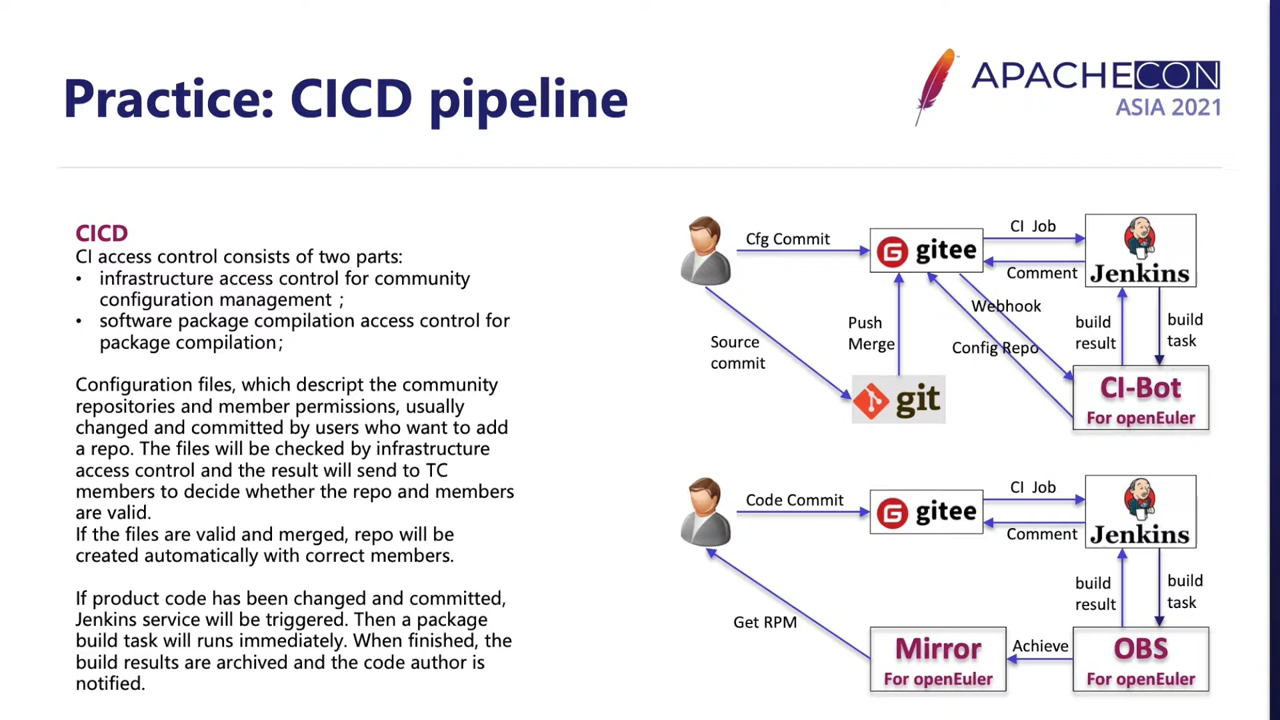 Practice: CICD pipeline
APACHECON
ASIA 2021
CICD
CI access control consists of two parts:
• infrastructure access control for community
configuration management ;
• software package compilation access control for
package compilation;
Configuration files, which descript the community
repositories and member permissions, usually
changed and committed by users who want to add
a repo. The files will be checked by infrastructure
access control and the result will send to TC
members to decide whether the repo and members
are valid.
If the files are valid and merged, repo will be
created automatically with correct members.
If product code has been changed and committed,
Jenkins service will be triggered. Then a package
build task will runs immediately. When finished, the
build results are archived and the code author is
notified.
Cfg Commit
gitee
CI Job
Comment
Jenkins
Webhook
Source
commit
Push
Merge
Config Repo
build
result
build
task
git
CI-Bot
For openEuler
Code Commit
gitee
CI Job
Comment
Jenkins
build
result
build
task
Get RPM
Mirror
For openEuler
Achieve
OBS
For openEuler